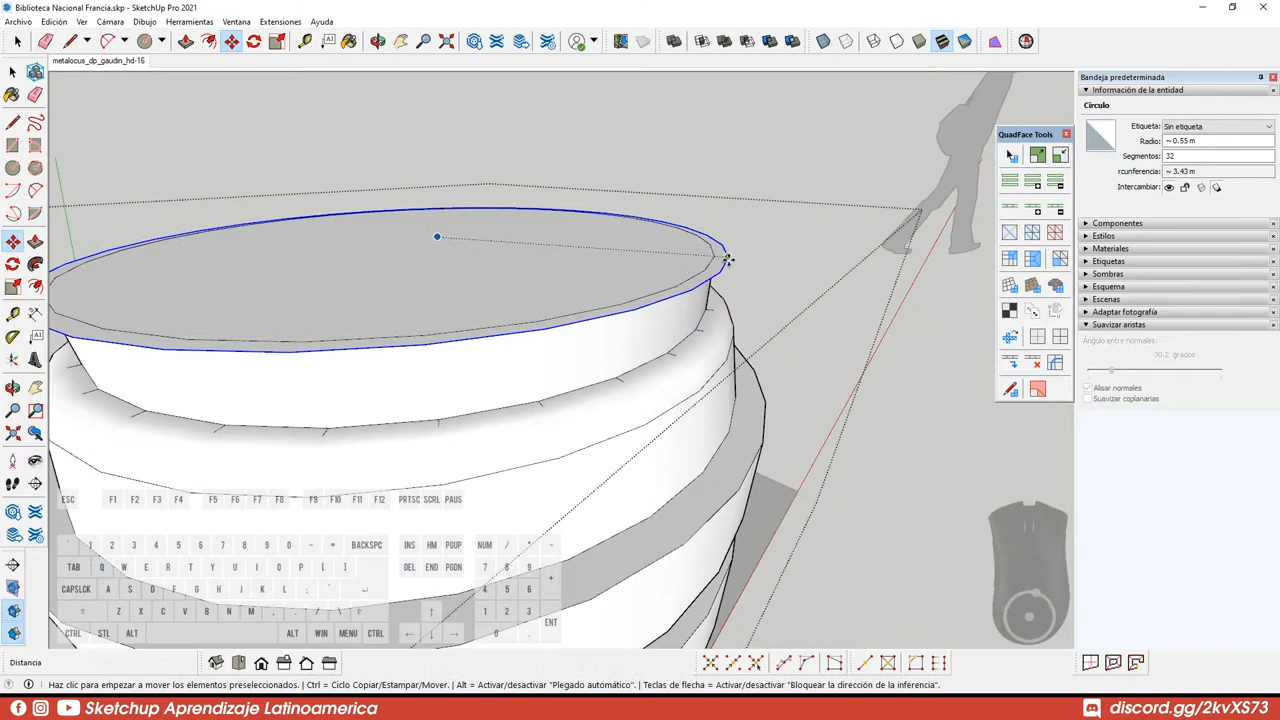 Biblioteca Nacional Francia.skp - SketchUp Pro 2021
Archivo Edición Ver Cámara Dibujo Herramientas Ventana Extensiones Ayuda
metalocus_dp_gaudin_hd-16
Bandeja predeterminada
Información de la entidad
Círculo
Etiqueta: Sin etiqueta
Radio: ~ 0.55 m
Segmentos: 32
rcunferencia: ~ 3.43 m
Intercambiar:
QuadFace Tools
Componentes
Estilos
Materiales
Etiquetas
Sombras
Esquema
Escenas
Adaptar fotografía
Suavizar aristas
Ángulo entre normales:
30.2 grados
Alisar normales
Suavizar coplanarias
ESC F1 F2 F3 F4 F5 F6 F7 F8 F9 F10 F11 F12 PRTSC SCRL PAUS
` 1 2 3 4 5 6 7 8 9 0 - = BACKSPC INS HM PGUP NUM / * -
TAB Q W E R T Y U I O P [ ] DEL END PGDN 7 8 9 +
CAPSLCK A S D F G H J K L ; ' 4 5 6
Z X C V B N M , . / \ 1 2 3 ENT
CTRL STL ALT ALT WIN MENU CTRL 0 .
Distancia
Haz clic para empezar a mover los elementos preseleccionados. | Ctrl = Ciclo Copiar/Estampar/Mover. | Alt = Activar/desactivar "Plegado automático". | Teclas de flecha = Activar/desactivar "Bloquear la dirección de la inferencia".
Sketchup Aprendizaje Latinoamerica
discord.gg/2kvXS73